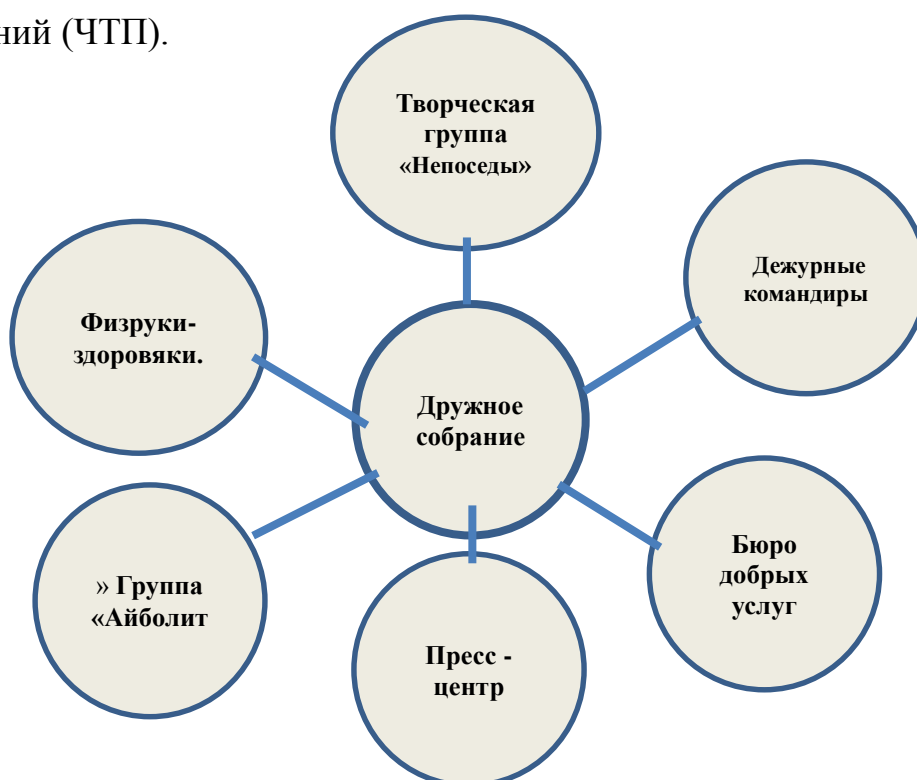 ний (ЧТП).
Творческая
группа
«Непоседы»
Дежурные
командиры
Физруки-
здоровяки.
Дружное
собрание
Бюро
добрых
услуг
» Группа
«Айболит
Пресс -
центр